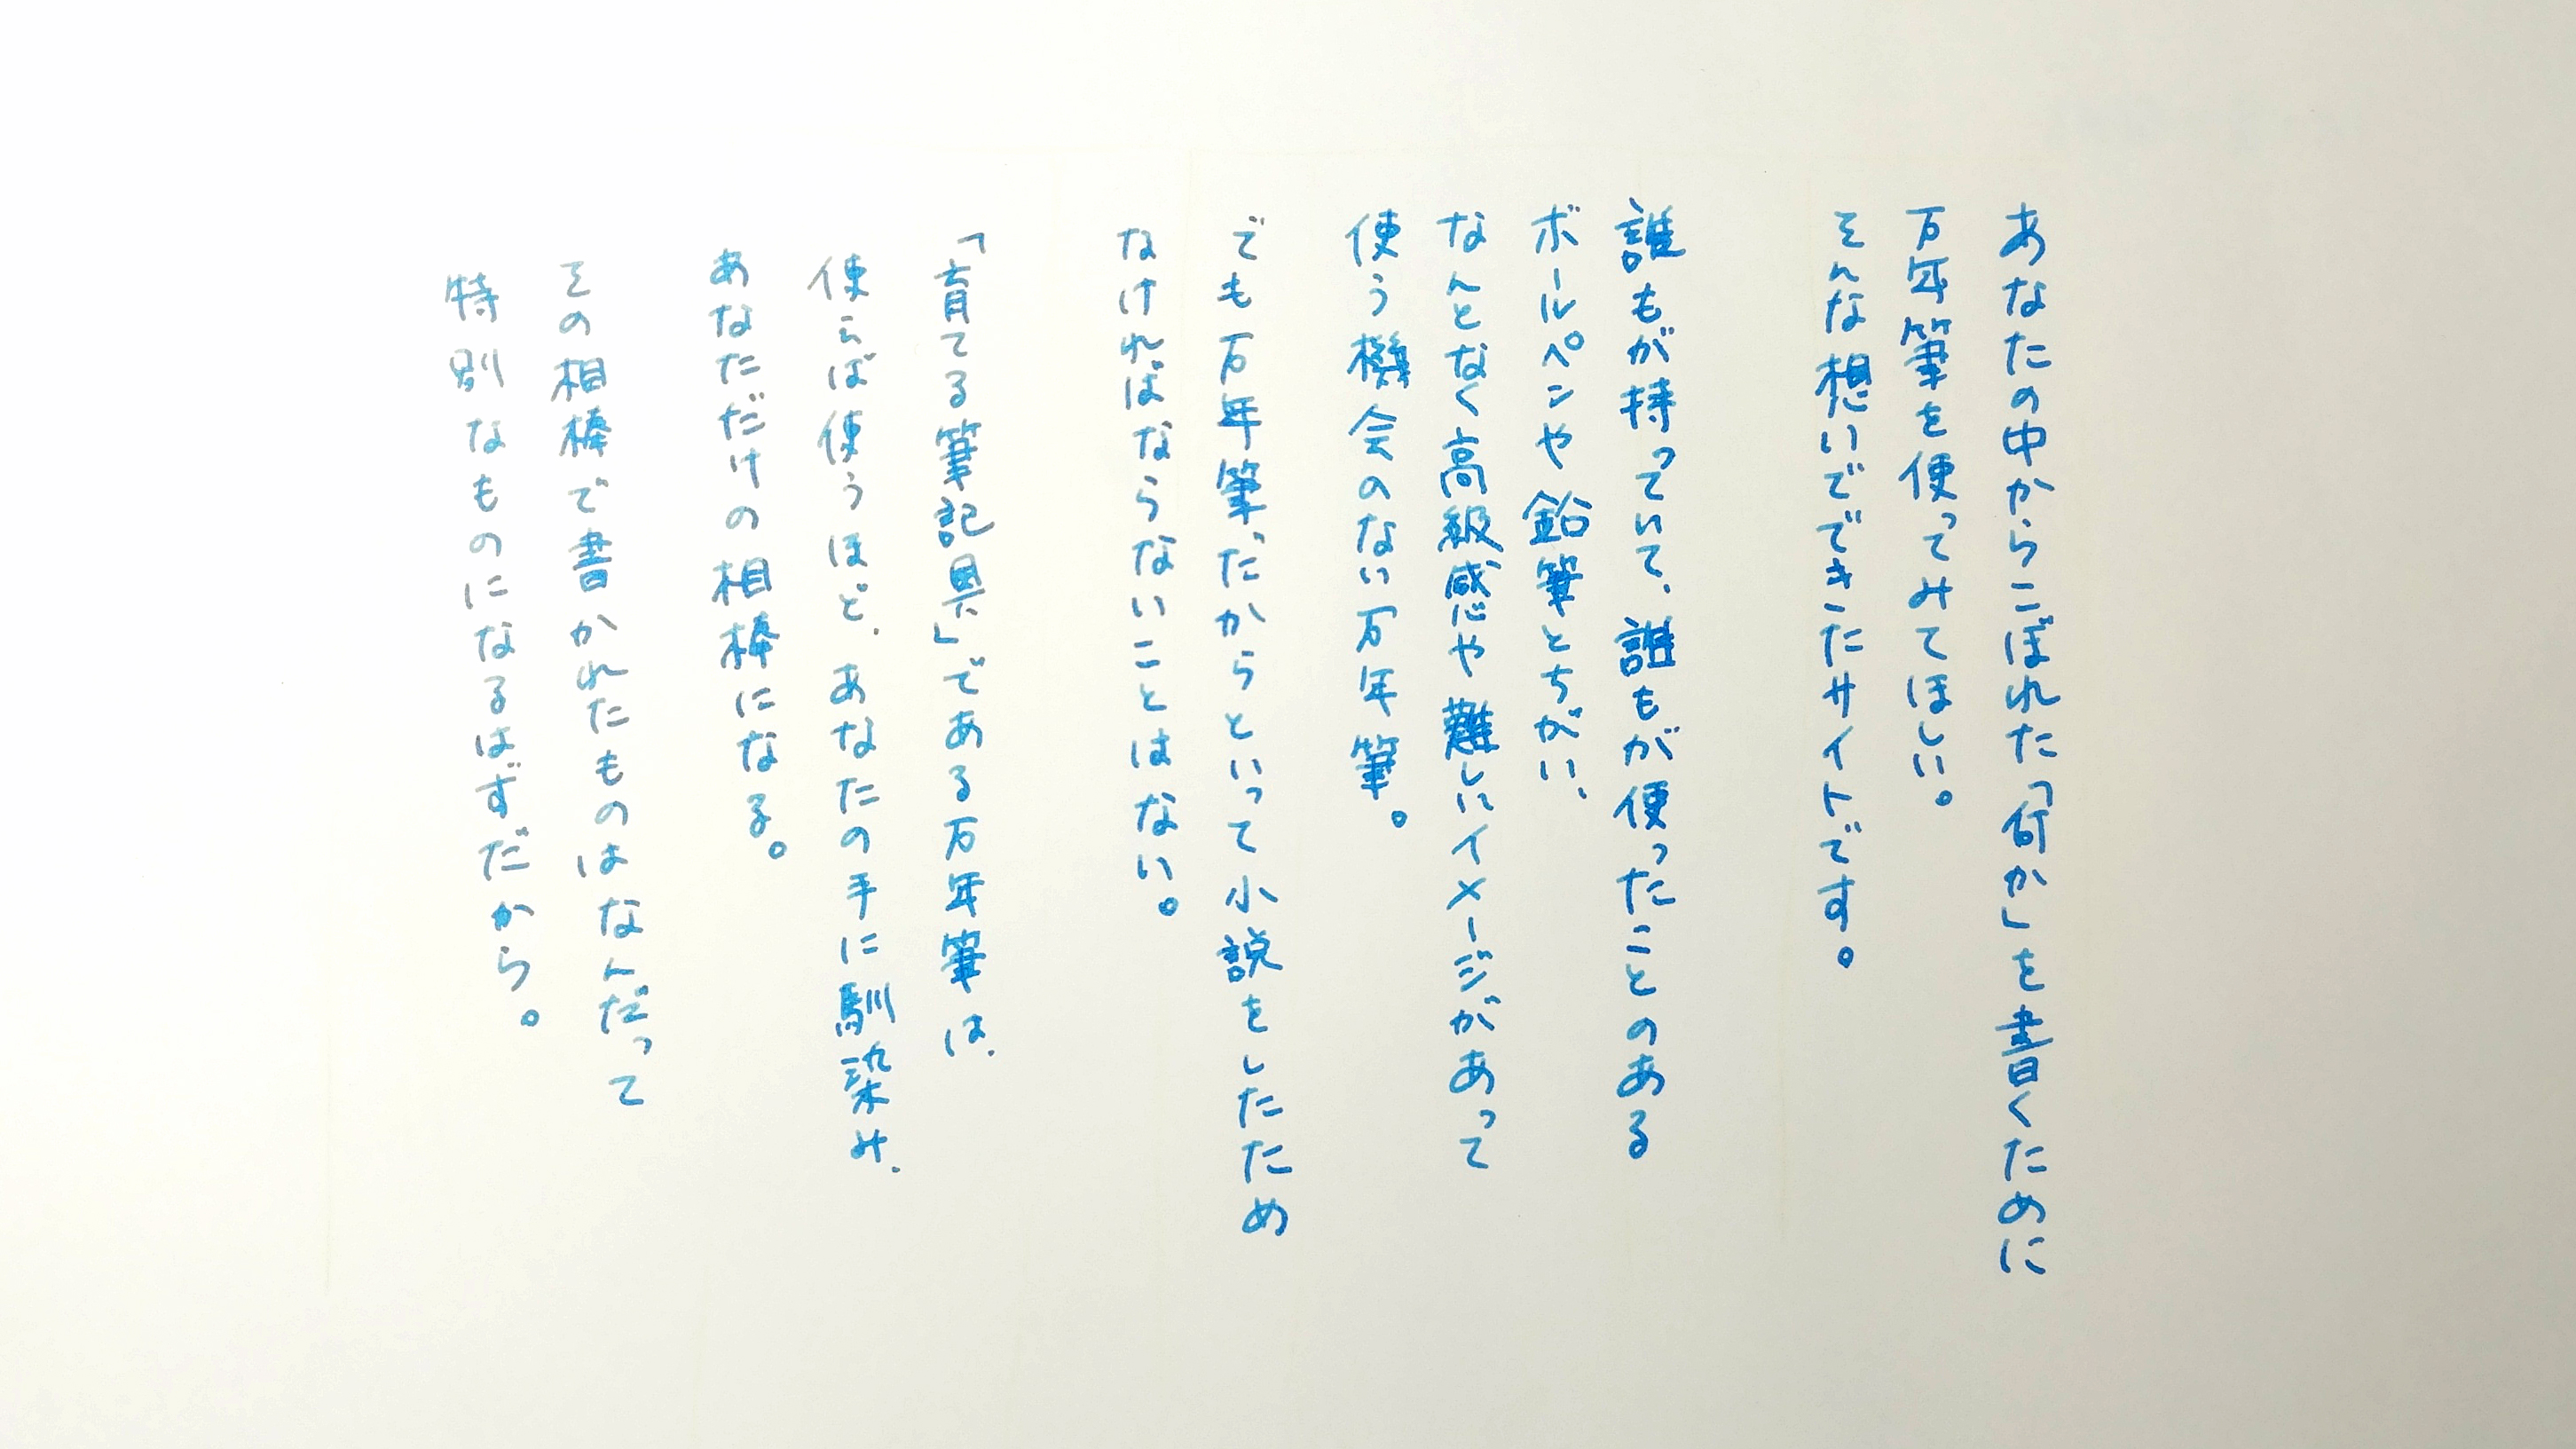 あなたの中からこぼれた「何か」を書くために
万年筆を使ってみてほしい。
そんな想いでできたサイトです。
誰もが持っていて、誰もが使ったことのある
ボールペンや鉛筆とちがい、
なんとなく高級感や難しいイメージがあって
使う機会のない万年筆。
でも万年筆だからといって小説をしたため
なければならないことはない。
「育てる筆記具」である万年筆は、
使えば使うほど、あなたの手に馴染み、
あなただけの相棒になる。
その相棒で書かれたものはなんだって
特別なものになるはずだから。